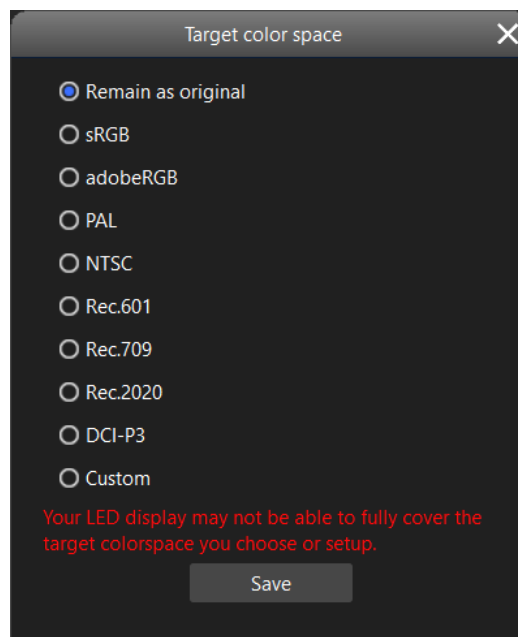 Target color space
Remain as original
sRGB
adobeRGB
PAL
NTSC
Rec.601
Rec.709
Rec.2020
DCI-P3
Custom
Your LED display may not be able to fully cover the
target colorspace you choose or setup.
Save